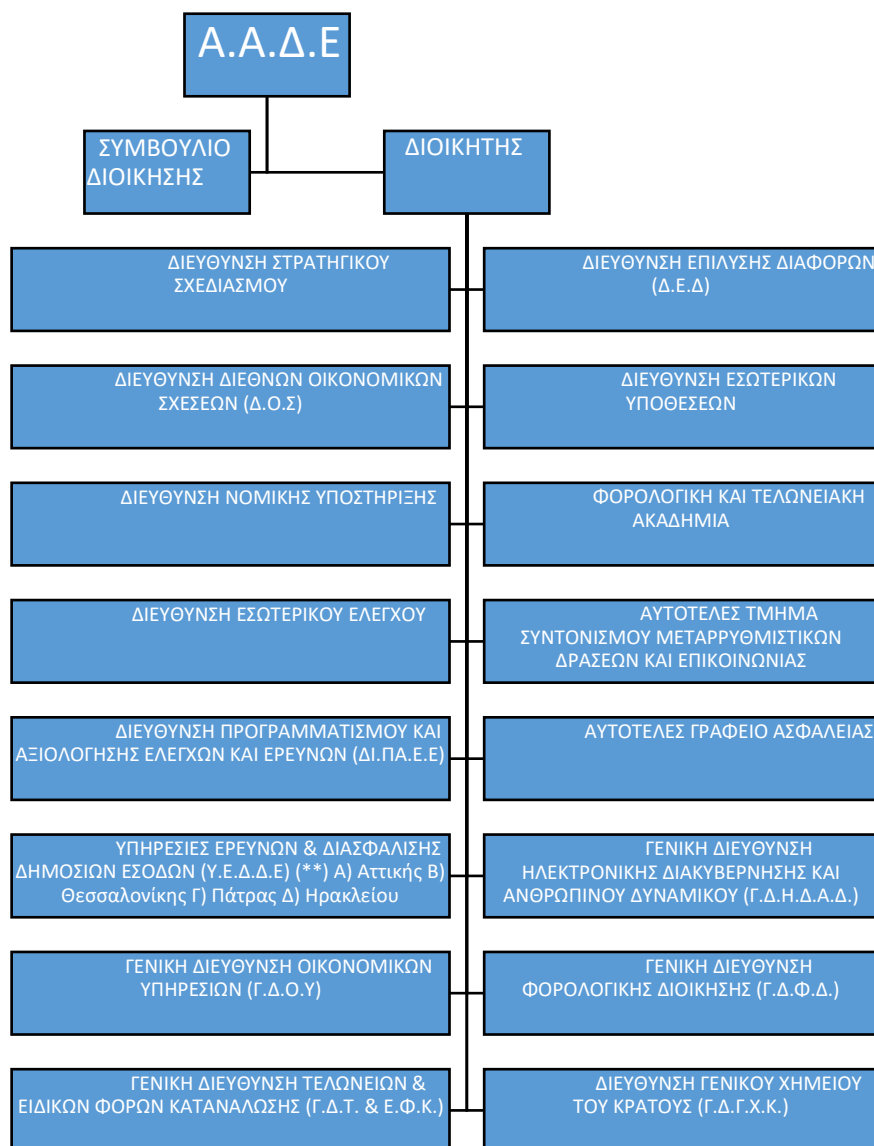 Α.Α.Δ.Ε
ΣΥΜΒΟΥΛΙΟ
ΔΙΟΙΚΗΣΗΣ
ΔΙΟΙΚΗΤΗΣ
ΔΙΕΥΘΥΝΣΗ ΣΤΡΑΤΗΓΙΚΟΥ
ΣΧΕΔΙΑΣΜΟΥ
ΔΙΕΥΘΥΝΣΗ ΕΠΙΛΥΣΗΣ ΔΙΑΦΟΡΩΝ
(Δ.Ε.Δ)
ΔΙΕΥΘΥΝΣΗ ΔΙΕΘΝΩΝ ΟΙΚΟΝΟΜΙΚΩΝ
ΣΧΕΣΕΩΝ (Δ.Ο.Σ)
ΔΙΕΥΘΥΝΣΗ ΕΣΩΤΕΡΙΚΩΝ
ΥΠΟΘΕΣΕΩΝ
ΔΙΕΥΘΥΝΣΗ ΝΟΜΙΚΗΣ ΥΠΟΣΤΗΡΙΞΗΣ
ΦΟΡΟΛΟΓΙΚΗ ΚΑΙ ΤΕΛΩΝΕΙΑΚΗ
ΑΚΑΔΗΜΙΑ
ΔΙΕΥΘΥΝΣΗ ΕΣΩΤΕΡΙΚΟΥ ΕΛΕΓΧΟΥ
ΑΥΤΟΤΕΛΕΣ ΤΜΗΜΑ
ΣΥΝΤΟΝΙΣΜΟΥ ΜΕΤΑΡΡΥΘΜΙΣΤΙΚΩΝ
ΔΡΑΣΕΩΝ ΚΑΙ ΕΠΙΚΟΙΝΩΝΙΑΣ
ΔΙΕΥΘΥΝΣΗ ΠΡΟΓΡΑΜΜΑΤΙΣΜΟΥ ΚΑΙ
ΑΞΙΟΛΟΓΗΣΗΣ ΕΛΕΓΧΩΝ ΚΑΙ ΕΡΕΥΝΩΝ (ΔΙ.ΠΑ.Ε.Ε)
ΑΥΤΟΤΕΛΕΣ ΓΡΑΦΕΙΟ ΑΣΦΑΛΕΙΑΣ
ΥΠΗΡΕΣΙΕΣ ΕΡΕΥΝΩΝ & ΔΙΑΣΦΑΛΙΣΗΣ
ΔΗΜΟΣΙΩΝ ΕΣΟΔΩΝ (Υ.Ε.Δ.Δ.Ε) (**) Α) Αττικής Β)
Θεσσαλονίκης Γ) Πάτρας Δ) Ηρακλείου
ΓΕΝΙΚΗ ΔΙΕΥΘΥΝΣΗ
ΗΛΕΚΤΡΟΝΙΚΗΣ ΔΙΑΚΥΒΕΡΝΗΣΗΣ ΚΑΙ
ΑΝΘΡΩΠΙΝΟΥ ΔΥΝΑΜΙΚΟΥ (Γ.Δ.Η.Δ.Α.Δ.)
ΓΕΝΙΚΗ ΔΙΕΥΘΥΝΣΗ ΟΙΚΟΝΟΜΙΚΩΝ
ΥΠΗΡΕΣΙΩΝ (Γ.Δ.Ο.Υ)
ΓΕΝΙΚΗ ΔΙΕΥΘΥΝΣΗ
ΦΟΡΟΛΟΓΙΚΗΣ ΔΙΟΙΚΗΣΗΣ (Γ.Δ.Φ.Δ.)
ΓΕΝΙΚΗ ΔΙΕΥΘΥΝΣΗ ΤΕΛΩΝΕΙΩΝ &
ΕΙΔΙΚΩΝ ΦΟΡΩΝ ΚΑΤΑΝΑΛΩΣΗΣ (Γ.Δ.Τ. & Ε.Φ.Κ.)
ΔΙΕΥΘΥΝΣΗ ΓΕΝΙΚΟΥ ΧΗΜΕΙΟΥ
ΤΟΥ ΚΡΑΤΟΥΣ (Γ.Δ.Γ.Χ.Κ.)